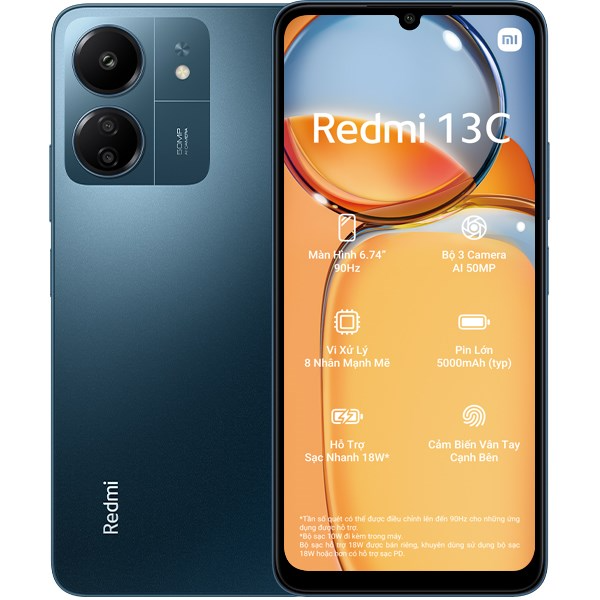 50MP
AI CAMERA
Redmi
mi
Redmi 13C
Màn Hình 6.74”
90Hz
Bộ 3 Camera
AI 50MP
Vi Xử Lý
8 Nhân Mạnh Mẽ
Pin Lớn
5000mAh (typ)
Hỗ Trợ
Sạc Nhanh 18W*
Cảm Biến Vân Tay
Cạnh Bên
*Tần số quét có thể được điều chỉnh lên đến 90Hz cho những ứng
dụng được hỗ trợ.
*Bộ sạc 10W đi kèm trong máy.
Bộ sạc hỗ trợ 18W được bán riêng, khuyên dùng sử dụng bộ sạc
18W hoặc hơn có hỗ trợ sạc PD.